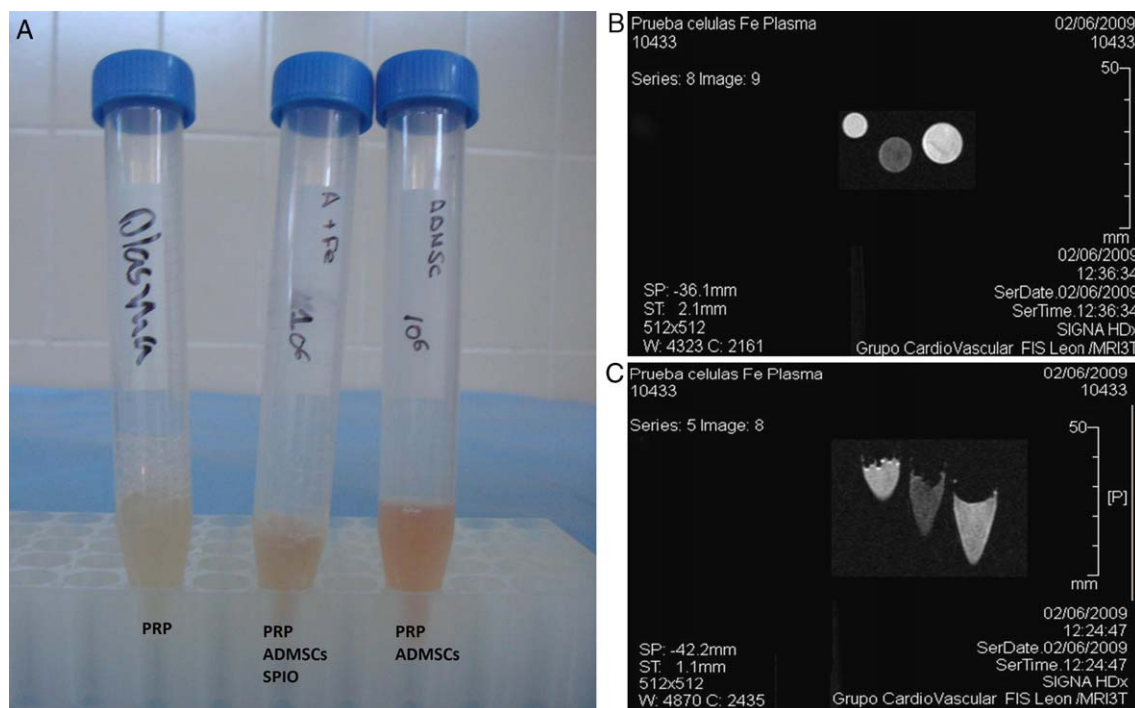 A
Plasma
A + Fe
106
ADMSC
106
PRP
PRP
ADMSCs
SPIO
PRP
ADMSCs
B
Prueba celulas Fe Plasma
10433
02/06/2009
10433
Series: 8 Image: 9
50
mm
02/06/2009
12:36:34
SP: -36.1mm
SerDate.02/06/2009
ST: 2.1mm
SerTime.12:36:34
512x512
SIGNA HDx
W: 4323 C: 2161
Grupo CardioVascular FIS Leon /MRI3T
C
Prueba celulas Fe Plasma
10433
02/06/2009
10433
Series: 5 Image: 8
50
[P]
mm
02/06/2009
12:24:47
SP: -42.2mm
SerDate.02/06/2009
ST: 1.1mm
SerTime.12:24:47
512x512
SIGNA HDx
W: 4870 C: 2435
Grupo CardioVascular FIS Leon /MRI3T